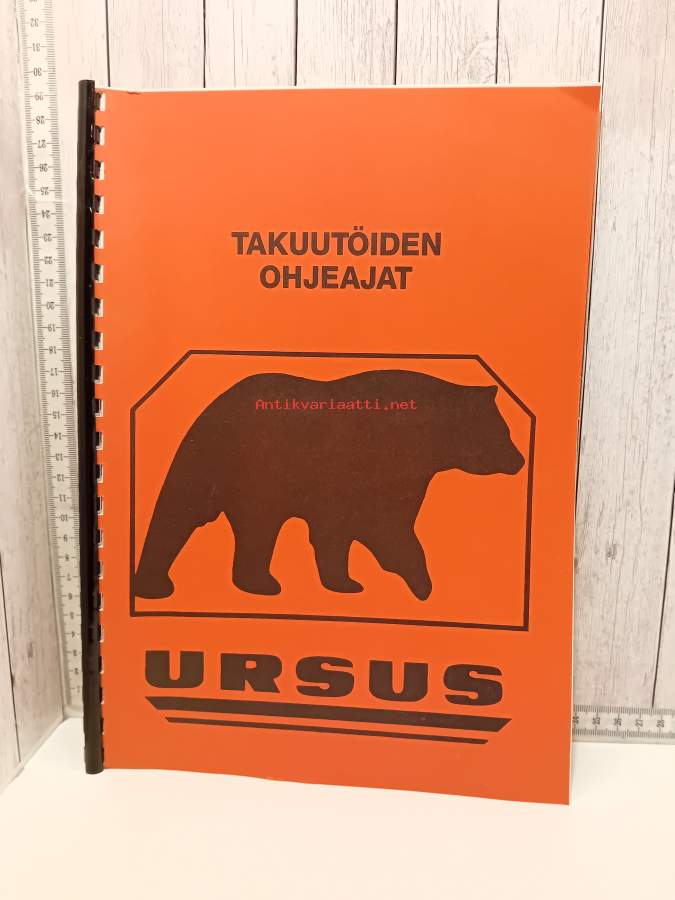 TAKUUTÖIDEN
OHJEAJAT
Antikvariaatti.net
URSUS